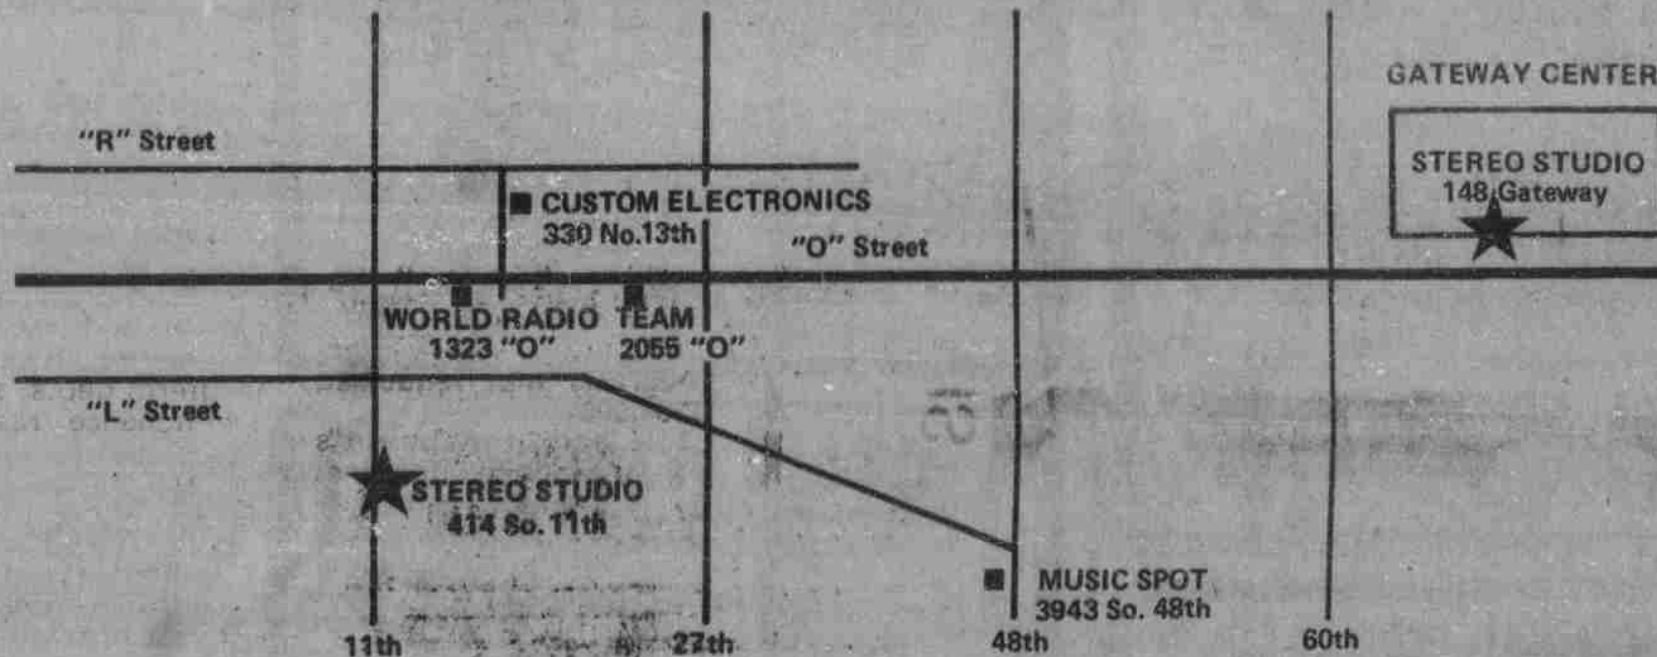 GATEWAY CENTER
"R" Street
STEREO STUDIO
148 Gateway
CUSTOM ELECTRONICS
330 No.13th
"O" Street
WORLD RADIO
1323 "O"
TEAM
2055 "O"
"L" Street
STEREO STUDIO
414 So. 11th
MUSIC SPOT
3943 So. 48th
11th
27th
48th
60th